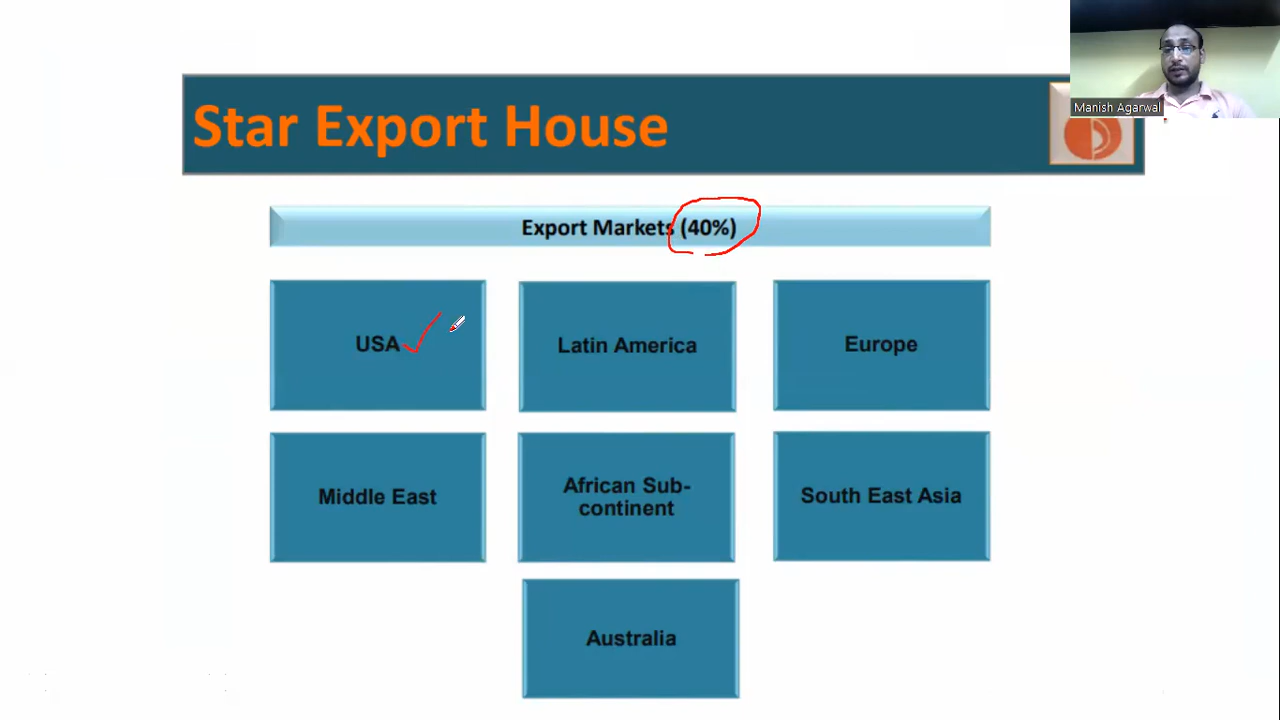 Manish Agarwal
Star Export House
Export Markets (40%)
USA
Latin America
Europe
Middle East
African Sub-
continent
South East Asia
Australia